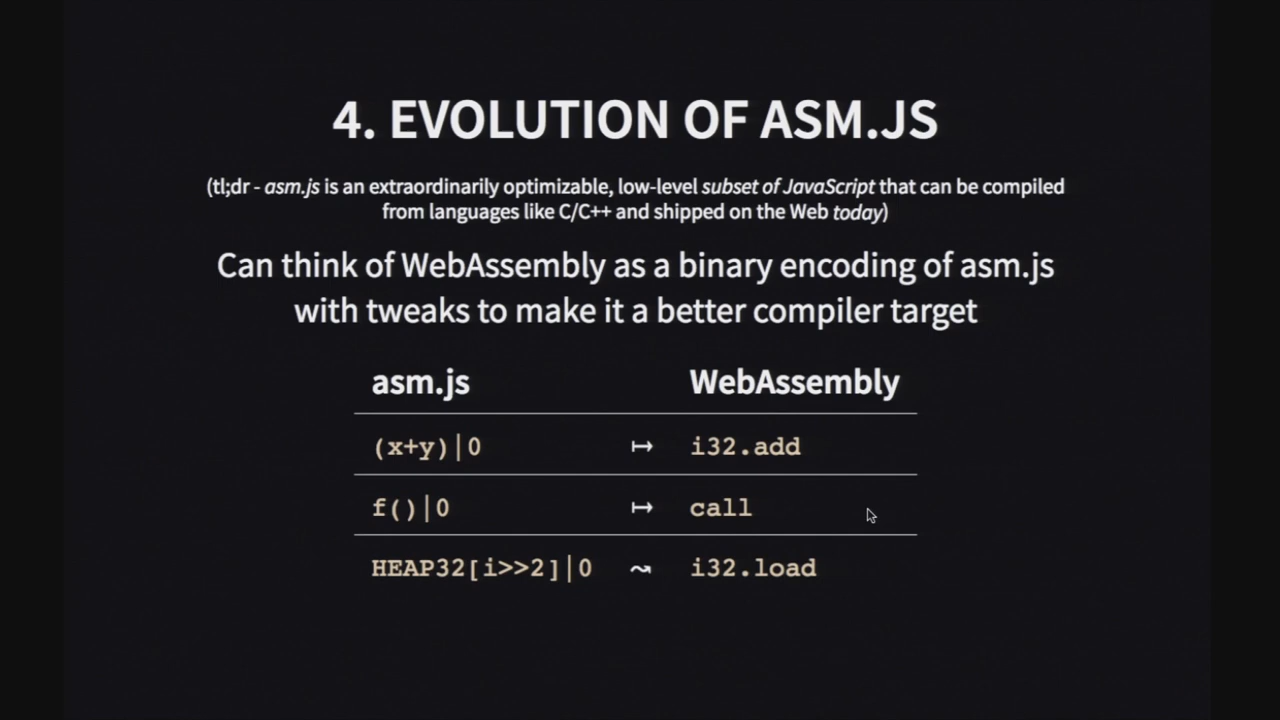 4. EVOLUTION OF ASM.JS
(tl;dr - asm.js is an extraordinarily optimizable, low-level subset of JavaScript that can be compiled
from languages like C/C++ and shipped on the Web today)
Can think of WebAssembly as a binary encoding of asm.js
with tweaks to make it a better compiler target
asm.js WebAssembly
(x+y)|0 ↦ i32.add
f()|0 ↦ call
HEAP32[i>>2]|0 ↝ i32.load